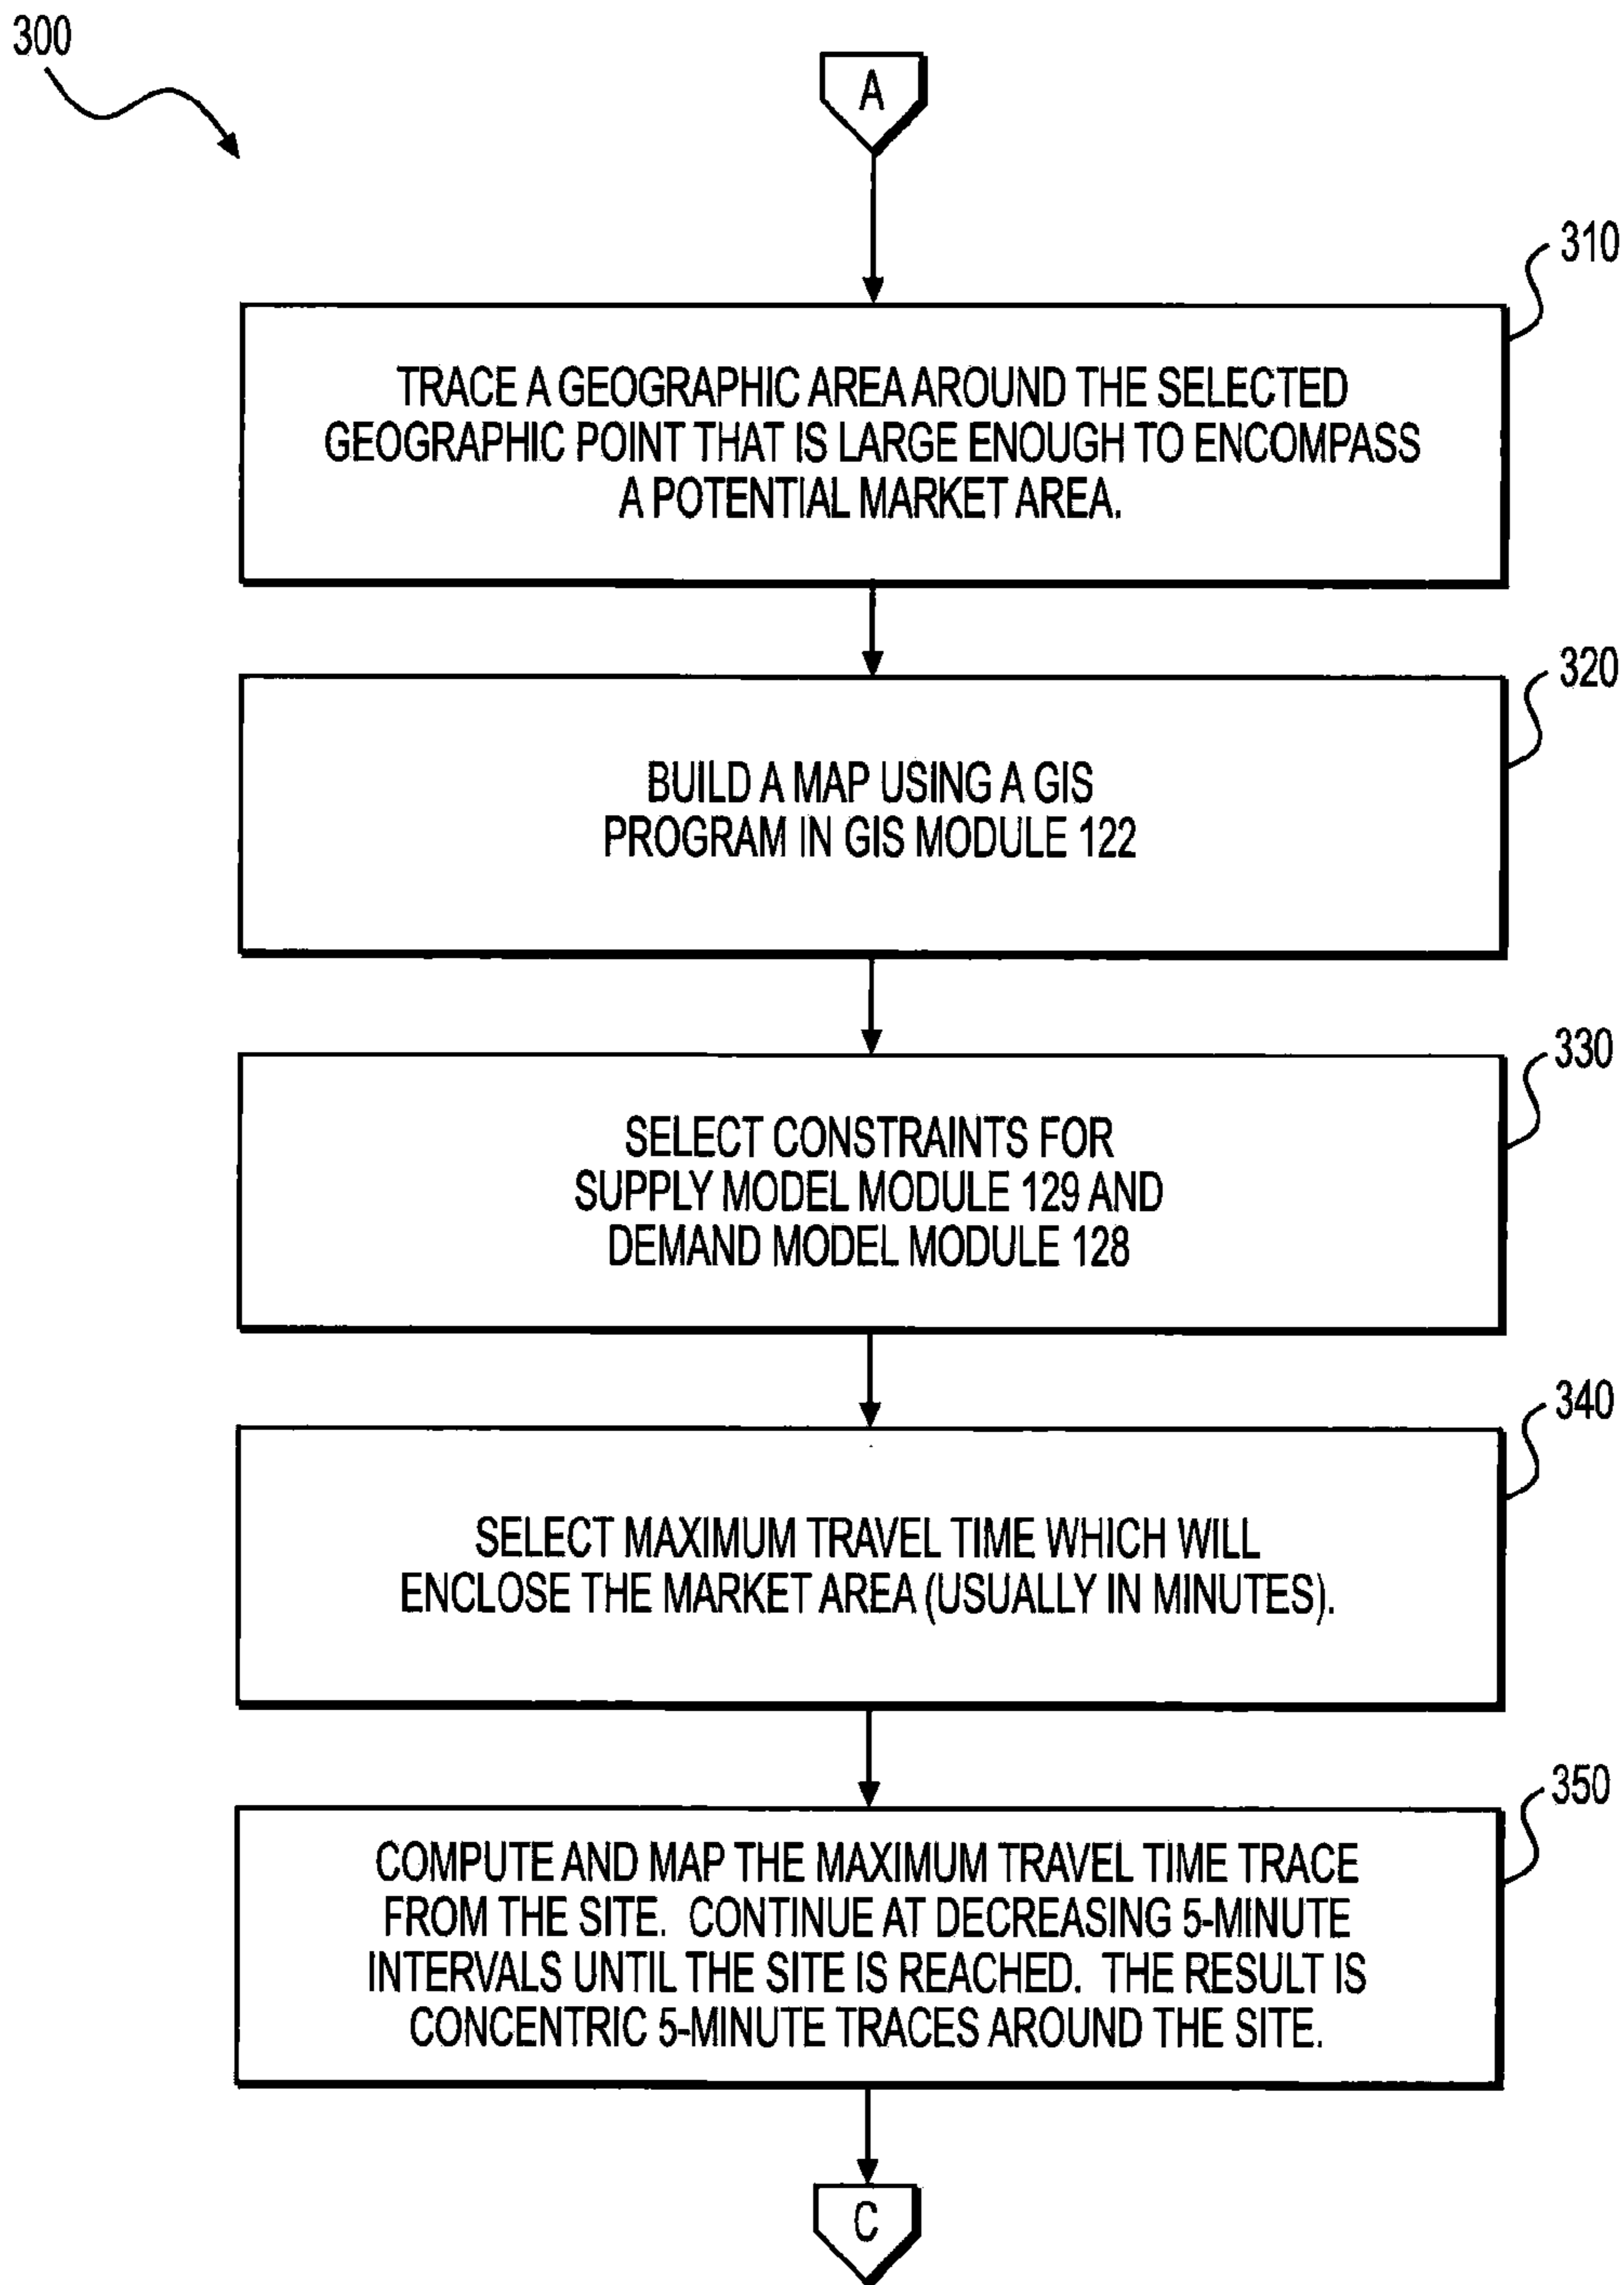 300
A
310
TRACE A GEOGRAPHIC AREA AROUND THE SELECTED
GEOGRAPHIC POINT THAT IS LARGE ENOUGH TO ENCOMPASS
A POTENTIAL MARKET AREA.
320
BUILD A MAP USING A GIS
PROGRAM IN GIS MODULE 122
330
SELECT CONSTRAINTS FOR
SUPPLY MODEL MODULE 129 AND
DEMAND MODEL MODULE 128
340
SELECT MAXIMUM TRAVEL TIME WHICH WILL
ENCLOSE THE MARKET AREA (USUALLY IN MINUTES).
350
COMPUTE AND MAP THE MAXIMUM TRAVEL TIME TRACE
FROM THE SITE. CONTINUE AT DECREASING 5-MINUTE
INTERVALS UNTIL THE SITE IS REACHED. THE RESULT IS
CONCENTRIC 5-MINUTE TRACES AROUND THE SITE.
C